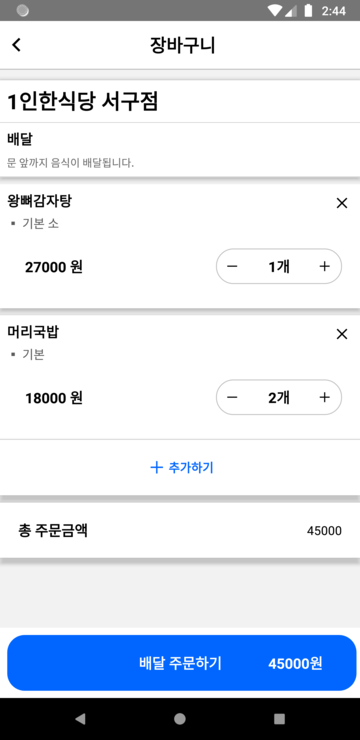 2:44
장바구니
1인한식당 서구점
배달
문 앞까지 음식이 배달됩니다.
왕뼈감자탕
▪ 기본 소
27000 원
1개
머리국밥
▪ 기본
18000 원
2개
추가하기
총 주문금액 45000
배달 주문하기 45000원